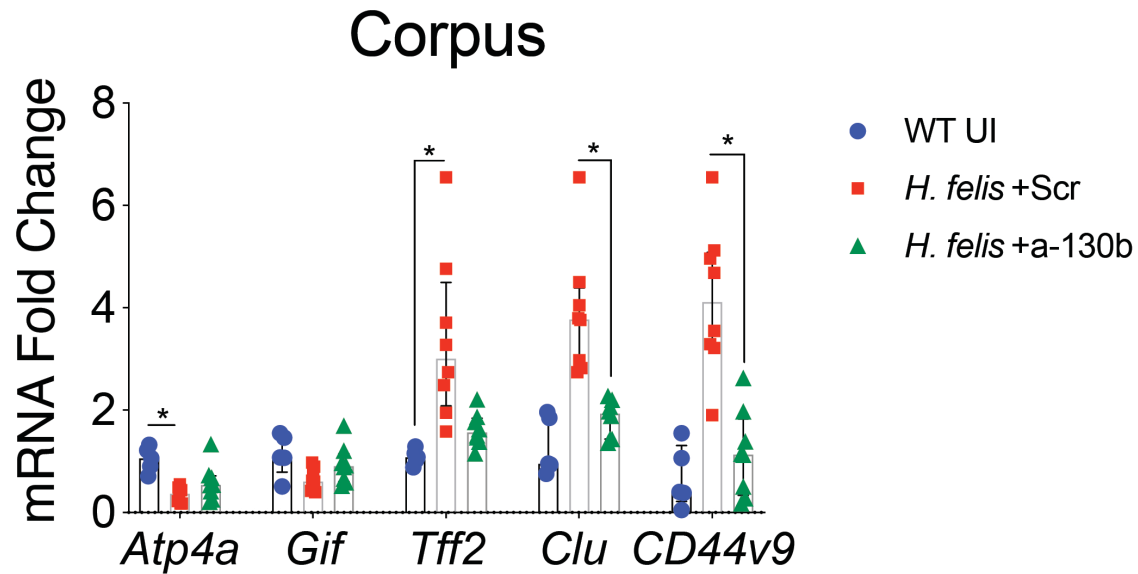 Corpus
mRNA Fold Change
8
6
4
2
0
*
*
*
*
Atp4a
Gif
Tff2
Clu
CD44v9
WT UI
H. felis +Scr
H. felis +a-130b